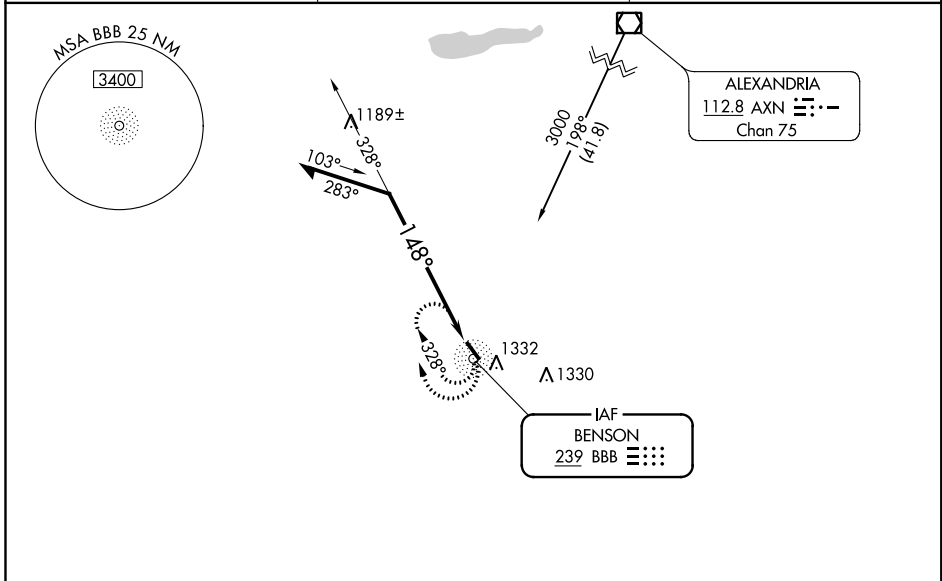 MSA BBB 25 NM
3400
1189±
328°
103°
283°
148°
328°
1332
1330
3000
198°
(41.8)
ALEXANDRIA
112.8 AXN
Chan 75
IAF
BENSON
239 BBB